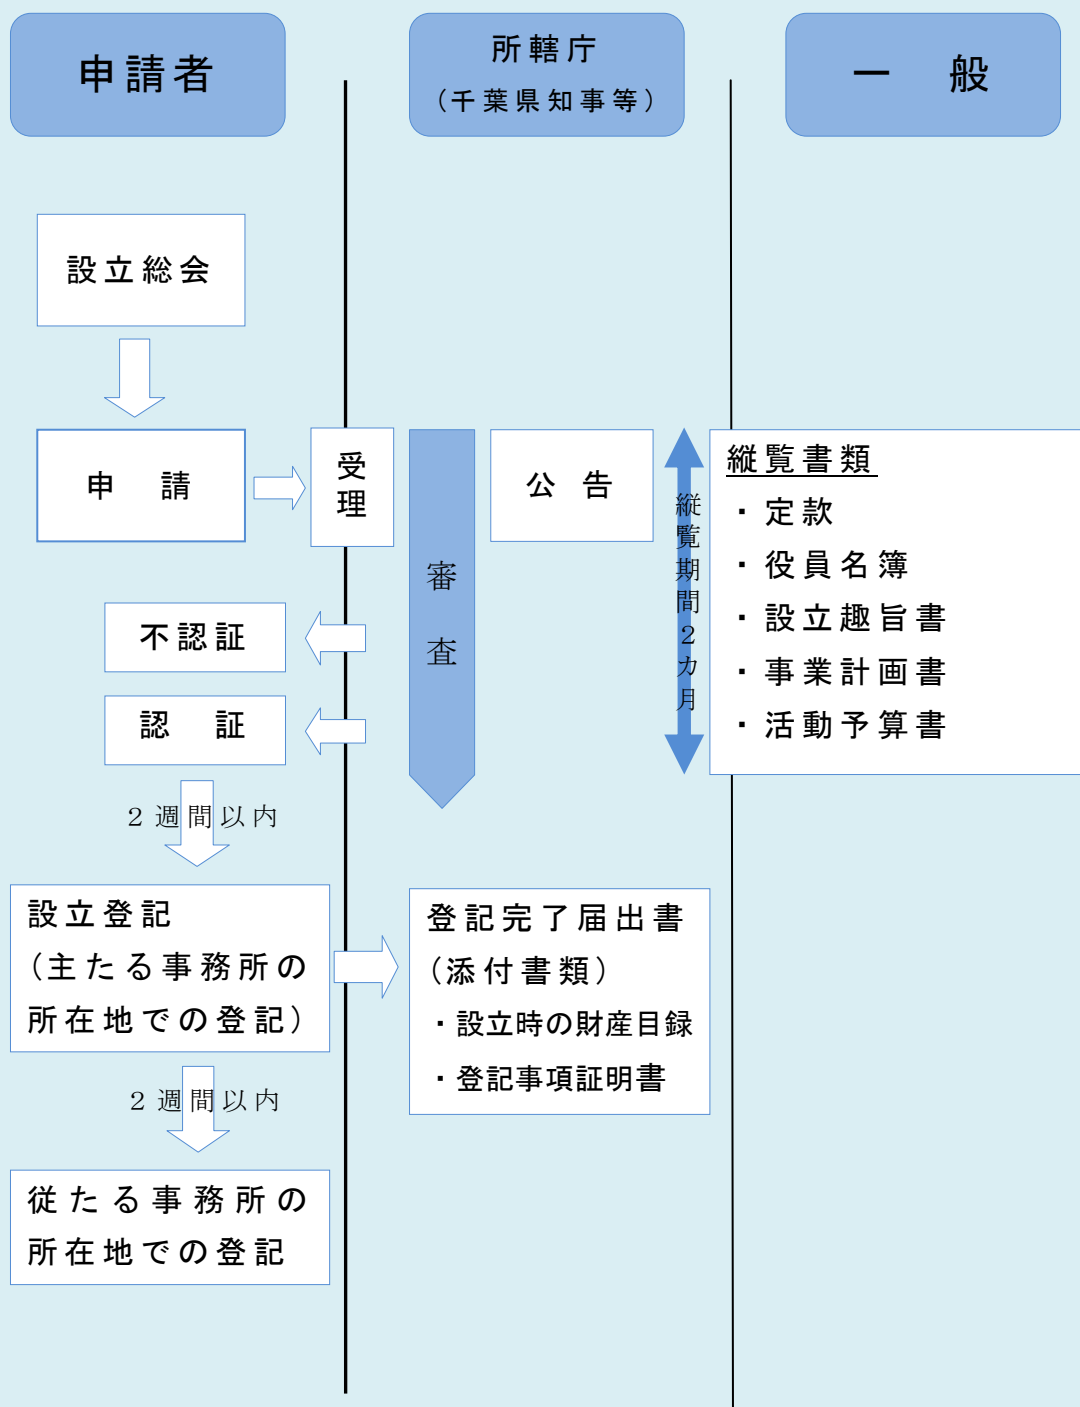 申請者
所轄庁
（千葉県知事等）
一　般
設立総会
申　請
受理
審査
公告
縦覧期間２カ月
縦覧書類
・定款
・役員名簿
・設立趣旨書
・事業計画書
・活動予算書
不認証
認　証
２週間以内
設立登記
（主たる事務所の
所在地での登記）
登記完了届出書
（添付書類）
・設立時の財産目録
・登記事項証明書
２週間以内
従たる事務所の
所在地での登記